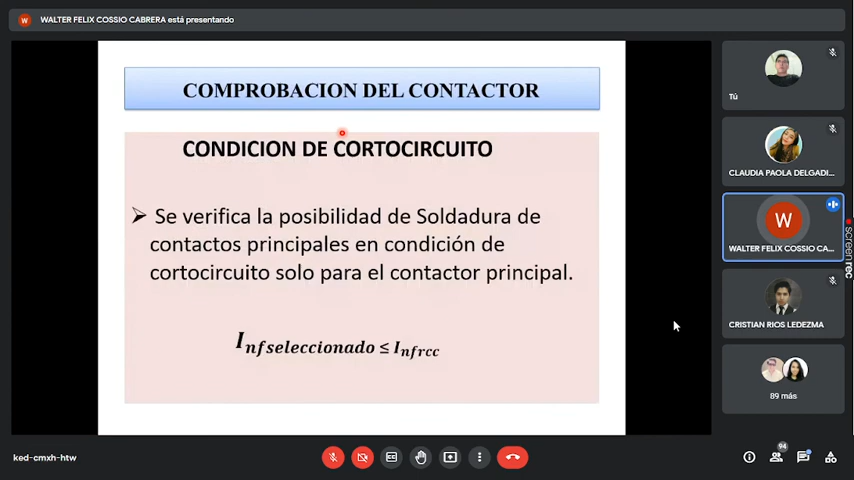 W
WALTER FELIX COSSIO CABRERA está presentando
COMPROBACION DEL CONTACTOR
CONDICION DE CORTOCIRCUITO
➢ Se verifica la posibilidad de Soldadura de
contactos principales en condición de
cortocircuito solo para el contactor principal.
Infseleccionado ≤ Infrcc
Tú
CLAUDIA PAOLA DELGADI...
W
WALTER FELIX COSSIO CA...
CRISTIAN RIOS LEDEZMA
89 más
screenrec
ked-cmxh-htw
CC
94